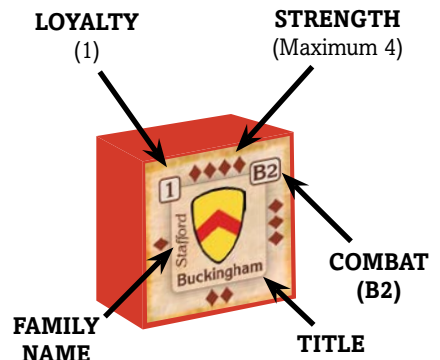 LOYALTY
(1)
STRENGTH
(Maximum 4)
1
B2
Stafford
Buckingham
COMBAT
(B2)
FAMILY
NAME
TITLE